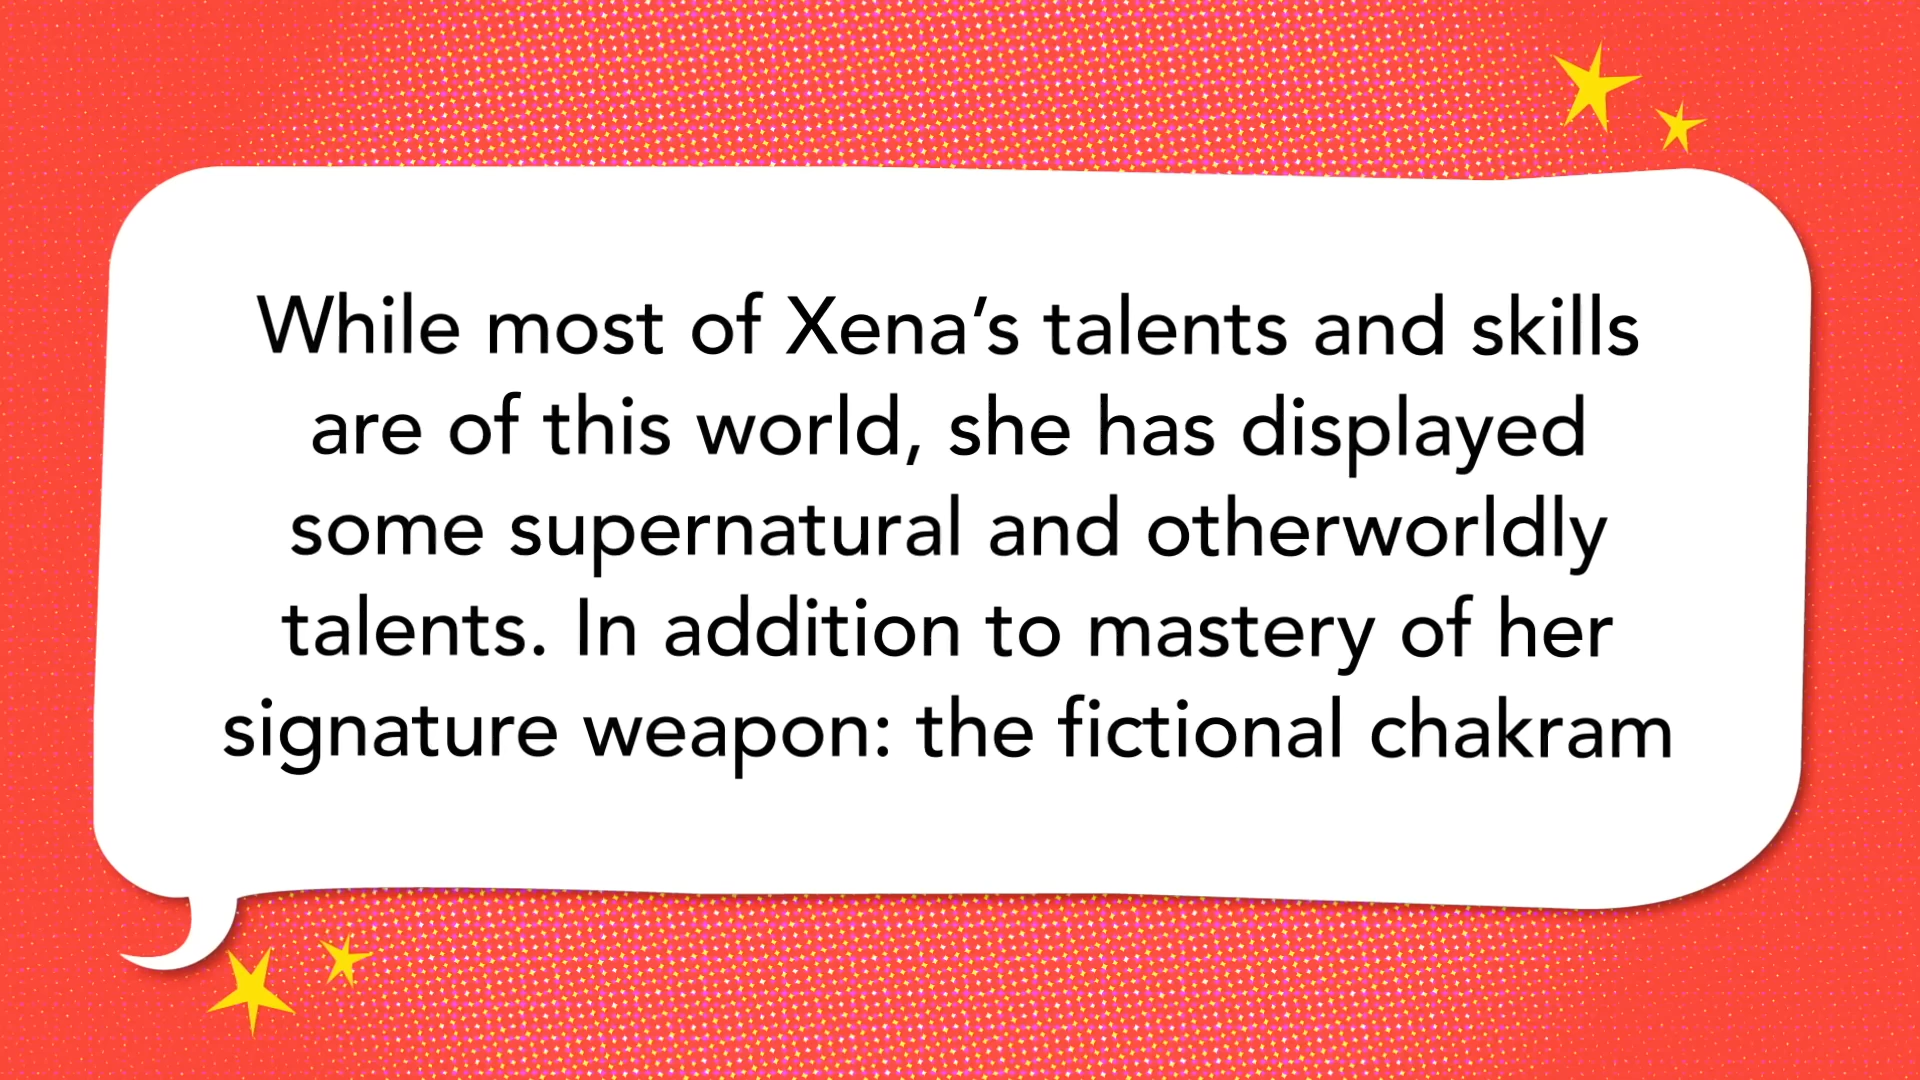 While most of Xena’s talents and skills
are of this world, she has displayed
some supernatural and otherworldly
talents. In addition to mastery of her
signature weapon: the fictional chakram